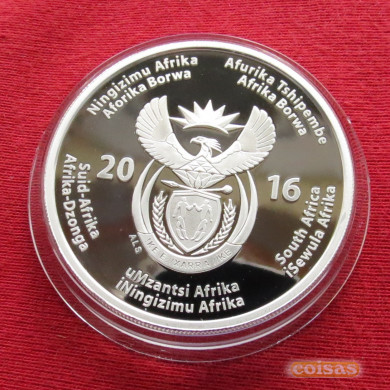 Ningizimu Afrika
Aforika Borwa
Afurika Tshipembe
Afrika Borwa
20
16
Suid-Afrika
Afrika-Dzonga
South Africa
iSewula Afrika
uMzantsi Afrika
iNingizimu Afrika
ALS
coisas